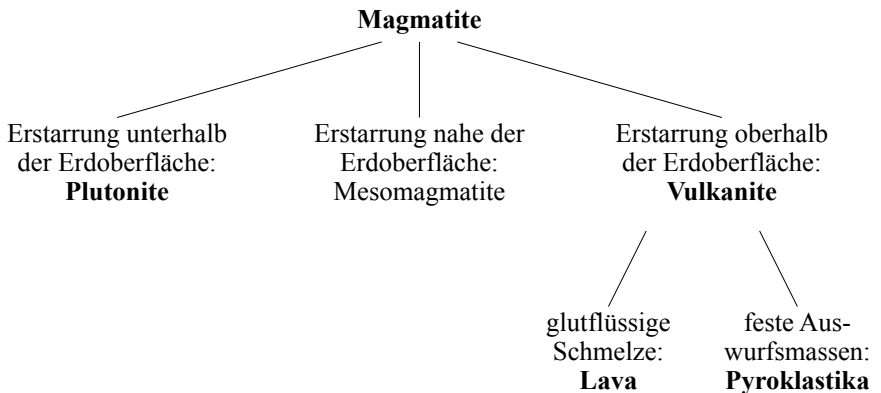 Magmatite
Erstarrung unterhalb
der Erdoberfläche:
Plutonite
Erstarrung nahe der
Erdoberfläche:
Mesomagmatite
Erstarrung oberhalb
der Erdoberfläche:
Vulkanite
glutflüssige
Schmelze:
Lava
feste Aus-
wurfsmassen:
Pyroklastika